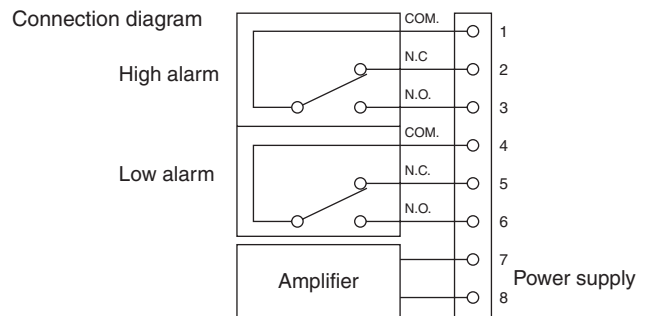 Connection diagram
High alarm
COM.
1
N.C
2
N.O.
3
Low alarm
COM.
4
N.C.
5
N.O.
6
Amplifier
7
8
Power supply